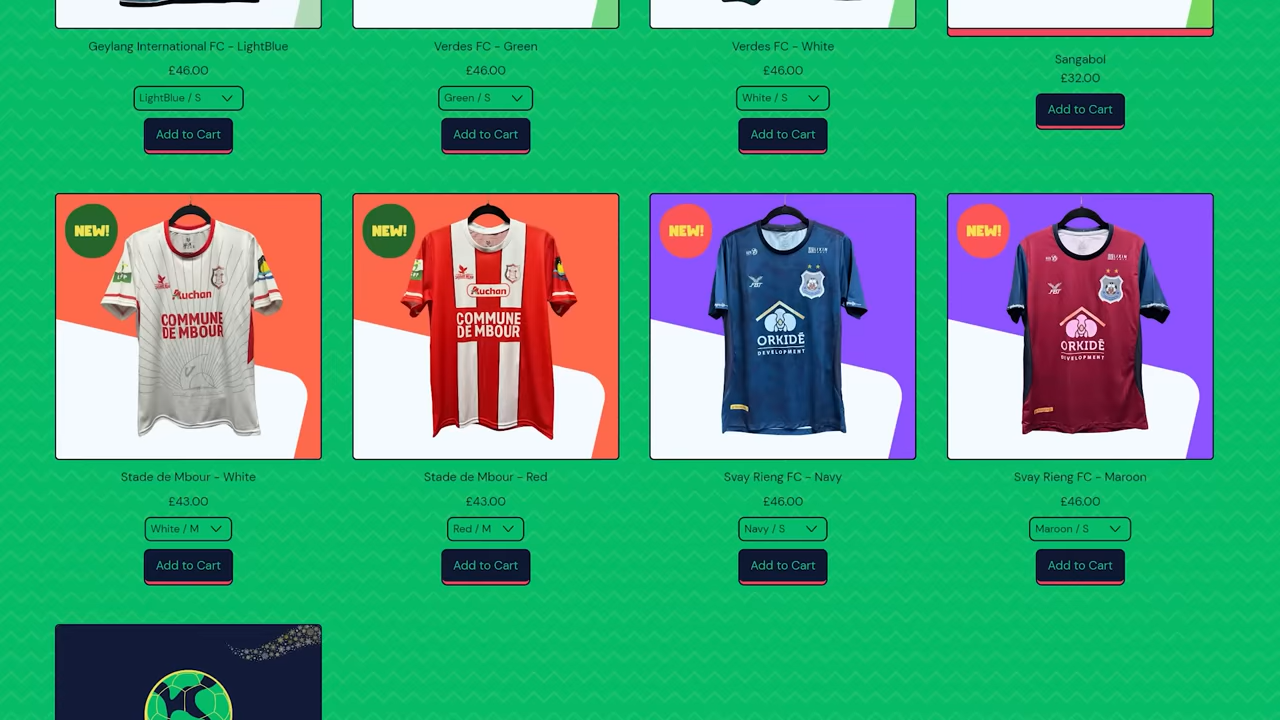 Geylang International FC - LightBlue
£46.00
LightBlue / S
Add to Cart
Verdes FC - Green
£46.00
Green / S
Add to Cart
Verdes FC - White
£46.00
White / S
Add to Cart
Sangabol
£32.00
Add to Cart
NEW!
Auchan
COMMUNE
DE MBOUR
Stade de Mbour - White
£43.00
White / M
Add to Cart
NEW!
Auchan
COMMUNE
DE MBOUR
Stade de Mbour - Red
£43.00
Red / M
Add to Cart
NEW!
FBT
ORKIDĒ
DEVELOPMENT
Svay Rieng FC - Navy
£46.00
Navy / S
Add to Cart
NEW!
FBT
ORKIDĒ
DEVELOPMENT
Svay Rieng FC - Maroon
£46.00
Maroon / S
Add to Cart